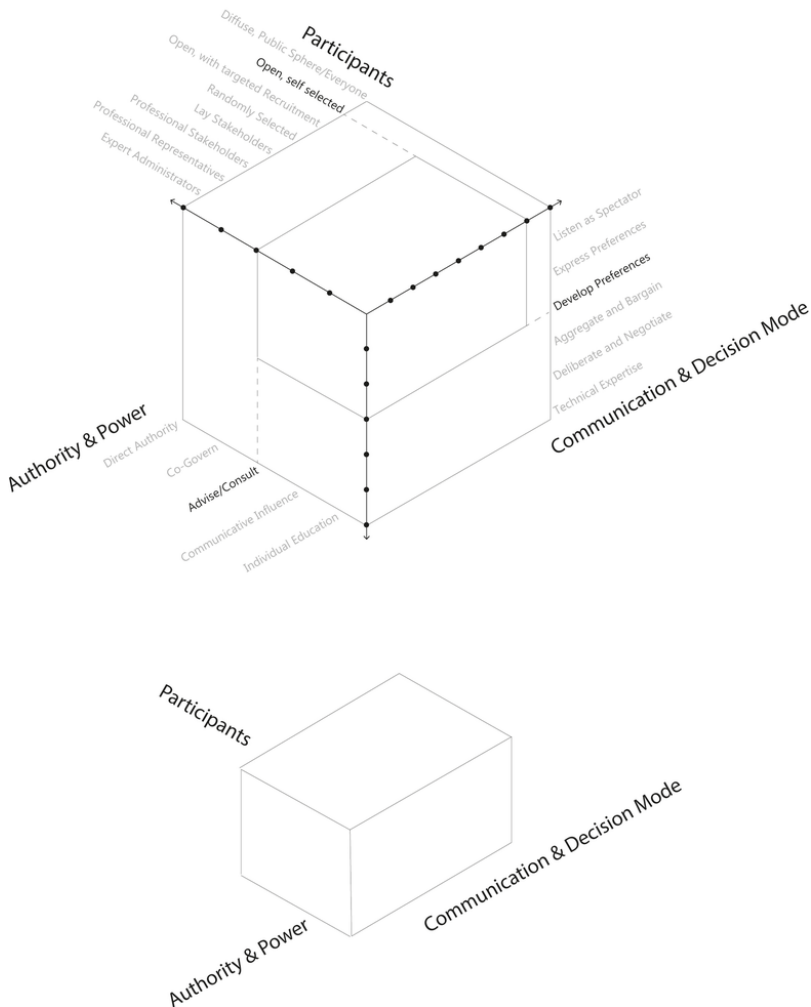 Participants
Diffuse, Public Sphere/Everyone
Open, self selected
Open, with targeted Recruitment
Randomly Selected
Lay Stakeholders
Professional Stakeholders
Professional Representatives
Expert Administrators
Listen as Spectator
Express Preferences
Develop Preferences
Aggregate and Bargain
Deliberate and Negotiate
Technical Expertise
Communication & Decision Mode
Authority & Power
Direct Authority
Co-Govern
Advise/Consult
Communicative Influence
Individual Education
Participants
Communication & Decision Mode
Authority & Power